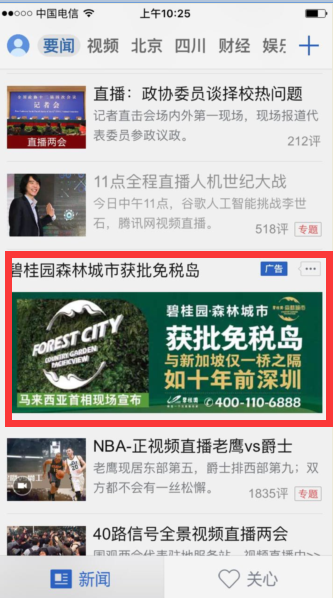 中国电信
上午10:25
要闻 视频 北京 四川 财经 娱乐
直播：政协委员谈择校热问题
记者直击会场内外第一现场，现场报道代
表委员参政议政。
212评
记者会
直播两会
11点全程直播人机世纪大战
今日中午11点，谷歌人工智能挑战李世
石，腾讯网视频直播。
518评 专题
碧桂园森林城市获批免税岛
广告
FOREST CITY
COUNTRY GARDEN
PACIFICVIEW
马来西亚首相现场宣布
碧桂园·森林城市
获批免税岛
与新加坡仅一桥之隔
如十年前深圳
碧桂园
400-110-6888
NBA-正视频直播老鹰vs爵士
老鹰现居东部第五，爵士排西部第九；双
方都不会有一丝松懈。
1835评 专题
40路信号全景视频直播两会
新闻
关心